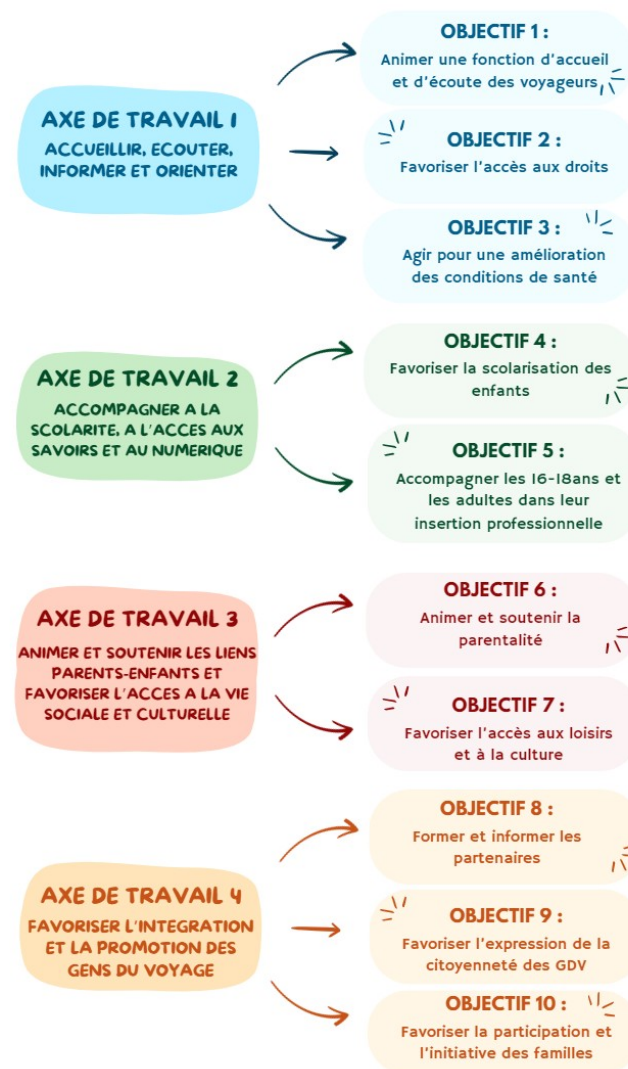 AXE DE TRAVAIL 1
ACCUEILLIR, ECOUTER,
INFORMER ET ORIENTER
OBJECTIF 1 :
Animer une fonction d'accueil
et d'écoute des voyageurs
OBJECTIF 2 :
Favoriser l'accès aux droits
OBJECTIF 3 :
Agir pour une amélioration
des conditions de santé
AXE DE TRAVAIL 2
ACCOMPAGNER A LA
SCOLARITE, A L'ACCES AUX
SAVOIRS ET AU NUMERIQUE
OBJECTIF 4 :
Favoriser la scolarisation des
enfants
OBJECTIF 5 :
Accompagner les 16-18ans et
les adultes dans leur
insertion professionnelle
AXE DE TRAVAIL 3
ANIMER ET SOUTENIR LES LIENS
PARENTS-ENFANTS ET
FAVORISER L'ACCES A LA VIE
SOCIALE ET CULTURELLE
OBJECTIF 6 :
Animer et soutenir la
parentalité
OBJECTIF 7 :
Favoriser l'accès aux loisirs
et à la culture
AXE DE TRAVAIL 4
FAVORISER L'INTEGRATION
ET LA PROMOTION DES
GENS DU VOYAGE
OBJECTIF 8 :
Former et informer les
partenaires
OBJECTIF 9 :
Favoriser l'expression de la
citoyenneté des GDV
OBJECTIF 10 :
Favoriser la participation et
l'initiative des familles